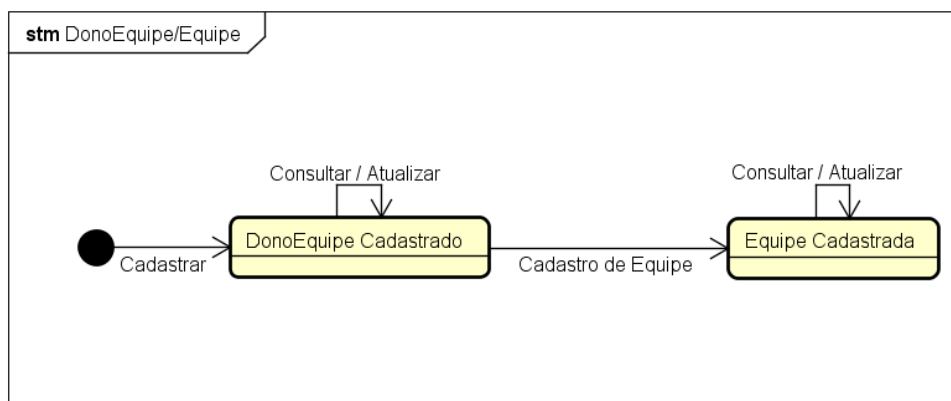 stm DonoEquipe/Equipe
Consultar / Atualizar
Consultar / Atualizar
DonoEquipe Cadastrado
Equipe Cadastrada
Cadastrar
Cadastro de Equipe